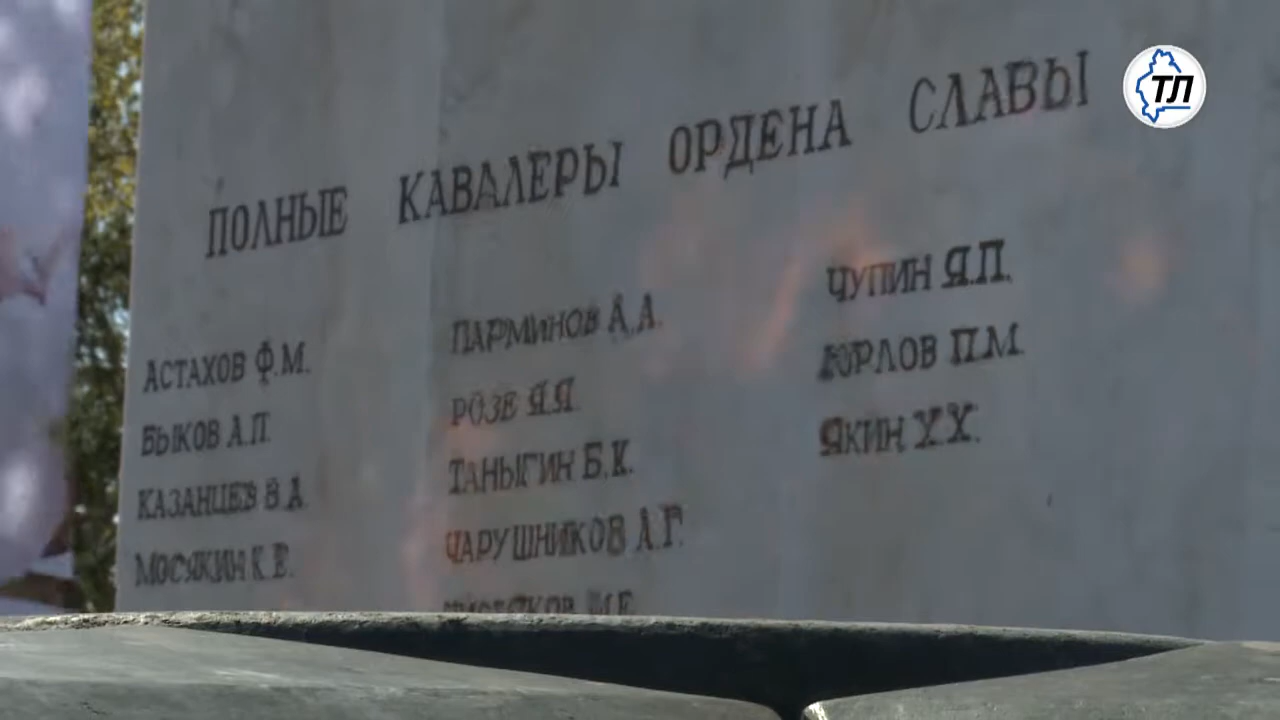 ТЛ
ПОЛНЫЕ КАВАЛЕРЫ ОРДЕНА СЛАВЫ
АСТАХОВ Ф.М.
БЫКОВ А.П.
КАЗАНЦЕВ В.А.
МОСЯКИН К.Е.
ПАРМИНОВ А.А.
РОЗЕ Я.Я.
ТАНЫГИН Б.К.
ЧАРУШНИКОВ А.Г.
ЧУПИН Я.П.
ЮРЛОВ П.М.
ЯКИН Х.Х.